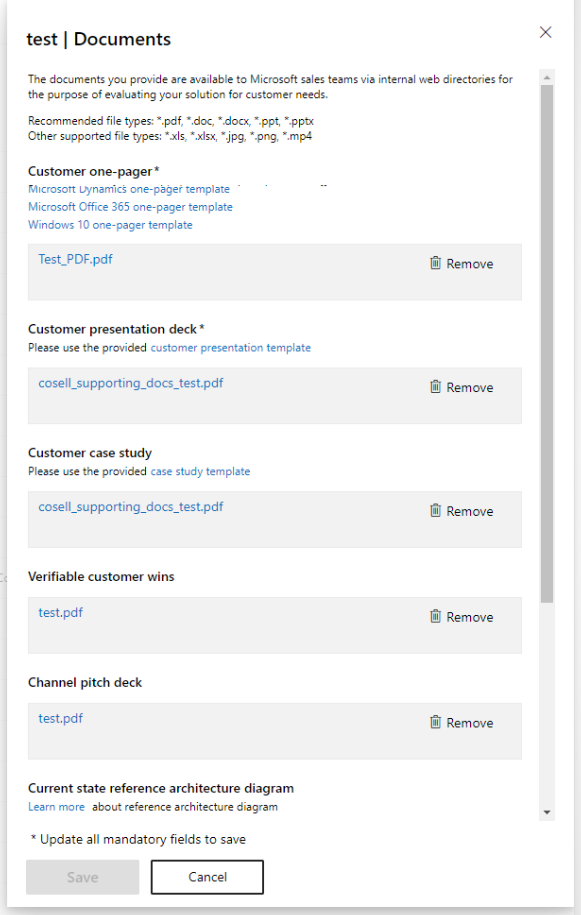 test | Documents
The documents you provide are available to Microsoft sales teams via internal web directories for
the purpose of evaluating your solution for customer needs.
Recommended file types: *.pdf, *.doc, *.docx, *.ppt, *.pptx
Other supported file types: *.xls, *.xlsx, *.jpg, *.png, *.mp4
Customer one-pager*
Microsoft Dynamics one-pager template
Microsoft Office 365 one-pager template
Windows 10 one-pager template
Test_PDF.pdf Remove
Customer presentation deck*
Please use the provided customer presentation template
cosell_supporting_docs_test.pdf Remove
Customer case study
Please use the provided case study template
cosell_supporting_docs_test.pdf Remove
Verifiable customer wins
test.pdf Remove
Channel pitch deck
test.pdf Remove
Current state reference architecture diagram
Learn more about reference architecture diagram
* Update all mandatory fields to save
Save Cancel